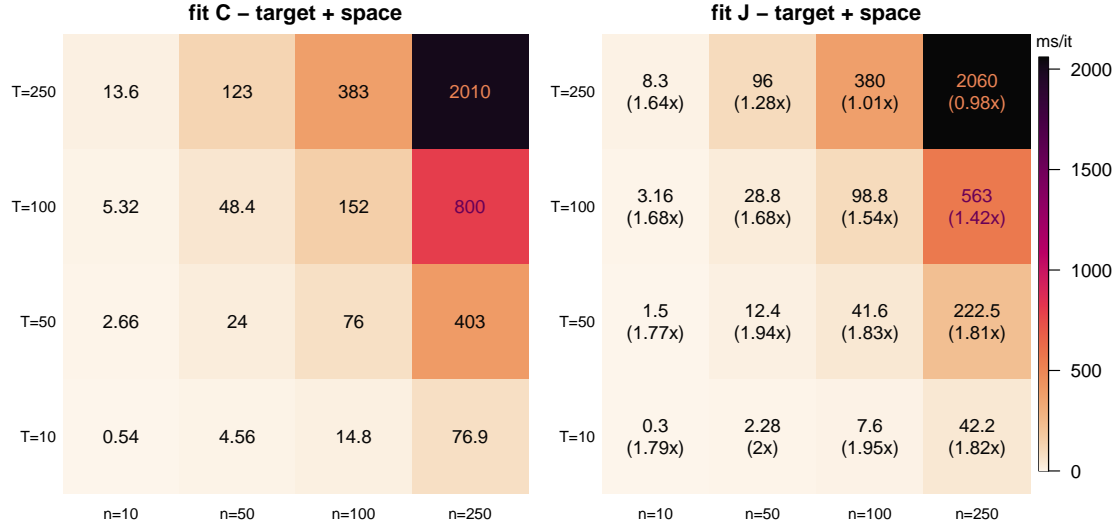 fit C – target + space
fit J – target + space
ms/it
T=250
13.6
123
383
2010
T=100
5.32
48.4
152
800
T=50
2.66
24
76
403
T=10
0.54
4.56
14.8
76.9
n=10
n=50
n=100
n=250
T=250
8.3
(1.64x)
96
(1.28x)
380
(1.01x)
2060
(0.98x)
T=100
3.16
(1.68x)
28.8
(1.68x)
98.8
(1.54x)
563
(1.42x)
T=50
1.5
(1.77x)
12.4
(1.94x)
41.6
(1.83x)
222.5
(1.81x)
T=10
0.3
(1.79x)
2.28
(2x)
7.6
(1.95x)
42.2
(1.82x)
n=10
n=50
n=100
n=250
2000
1500
1000
500
0